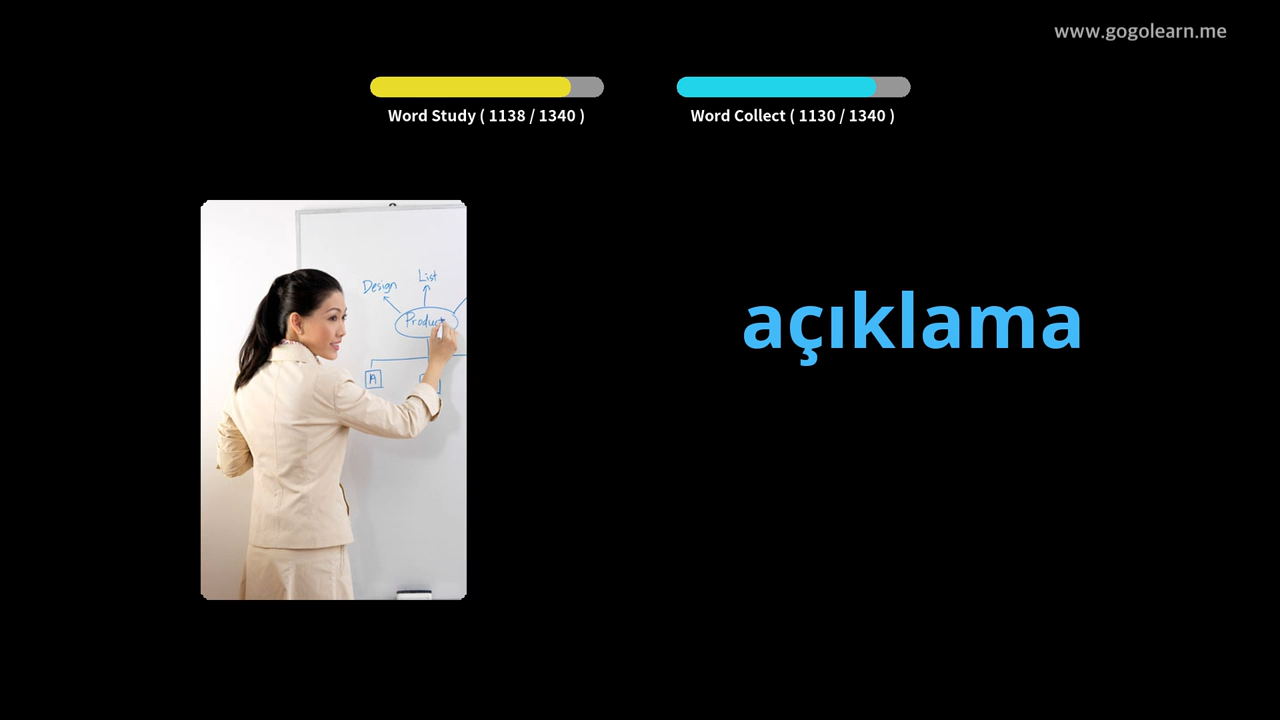 www.gogolearn.me
Word Study ( 1138 / 1340 )
Word Collect ( 1130 / 1340 )
List
Design
Product
A
açıklama